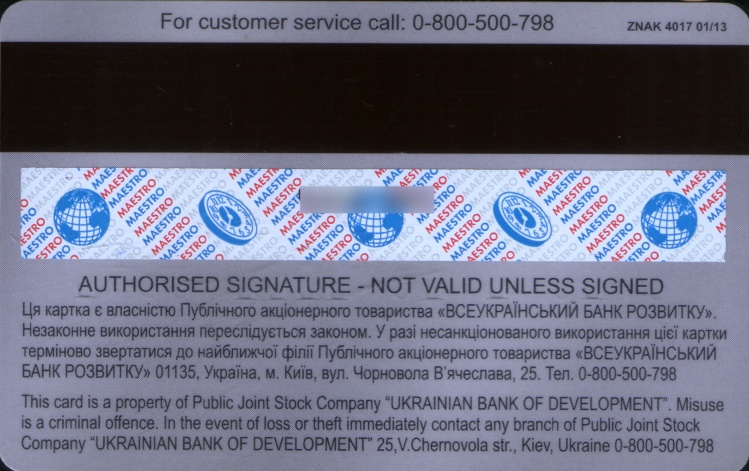 For customer service call: 0-800-500-798
ZNAK 4017 01/13
MAESTRO MAESTRO MAESTRO MAESTRO MAESTRO
AUTHORISED SIGNATURE - NOT VALID UNLESS SIGNED
Ця картка є власністю Публічного акціонерного товариства «ВСЕУКРАЇНСЬКИЙ БАНК РОЗВИТКУ».
Незаконне використання переслідується законом. У разі несанкціонованого використання цієї картки
терміново звертатися до найближчої філії Публічного акціонерного товариства «ВСЕУКРАЇНСЬКИЙ
БАНК РОЗВИТКУ» 01135, Україна, м. Київ, вул. Чорновола В'ячеслава, 25. Тел. 0-800-500-798
This card is a property of Public Joint Stock Company “UKRAINIAN BANK OF DEVELOPMENT”. Misuse
is a criminal offence. In the event of loss or theft immediately contact any branch of Public Joint Stock
Company “UKRAINIAN BANK OF DEVELOPMENT” 25,V.Chernovola str., Kiev, Ukraine 0-800-500-798